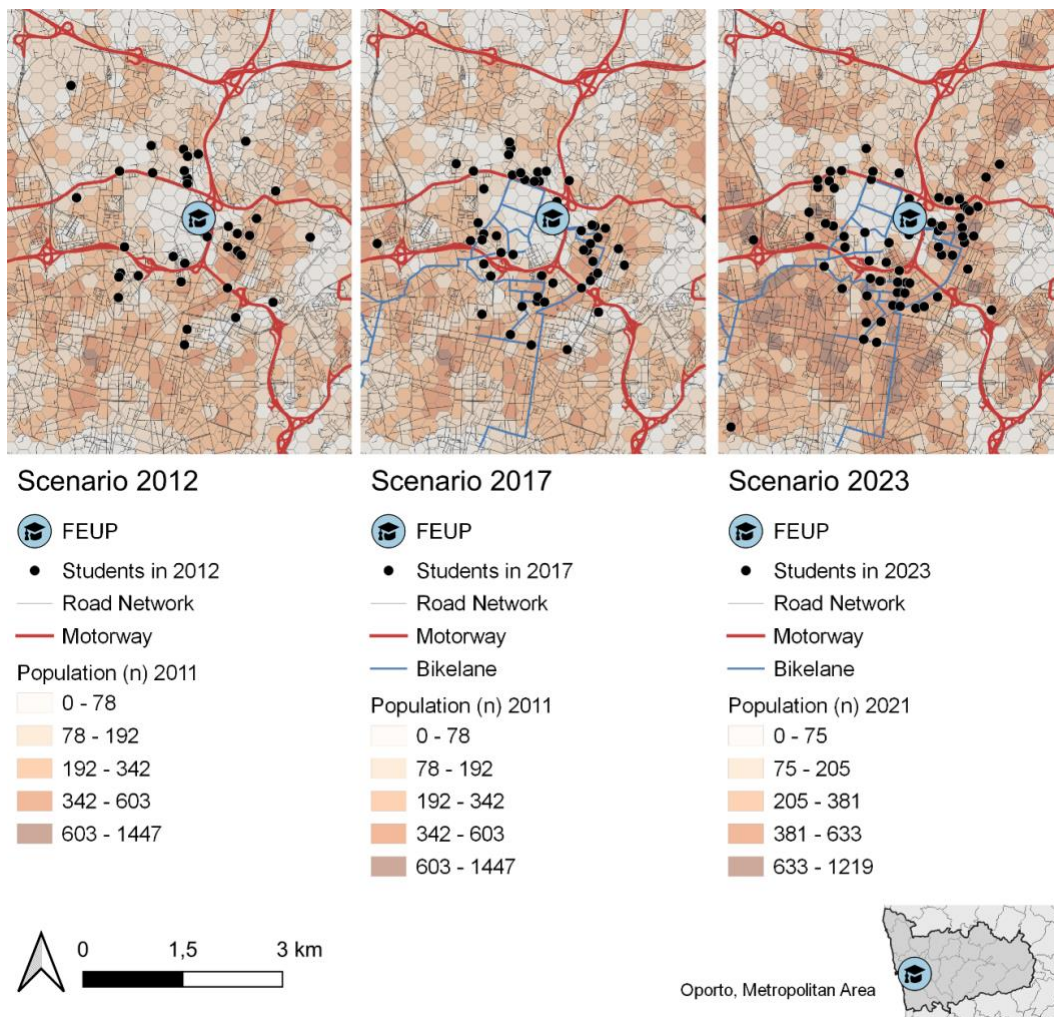 Scenario 2012
FEUP
Students in 2012
Road Network
Motorway
Population (n) 2011
0 - 78
78 - 192
192 - 342
342 - 603
603 - 1447
Scenario 2017
FEUP
Students in 2017
Road Network
Motorway
Bikelane
Population (n) 2011
0 - 78
78 - 192
192 - 342
342 - 603
603 - 1447
Scenario 2023
FEUP
Students in 2023
Road Network
Motorway
Bikelane
Population (n) 2021
0 - 75
75 - 205
205 - 381
381 - 633
633 - 1219
0 1,5 3 km
Oporto, Metropolitan Area